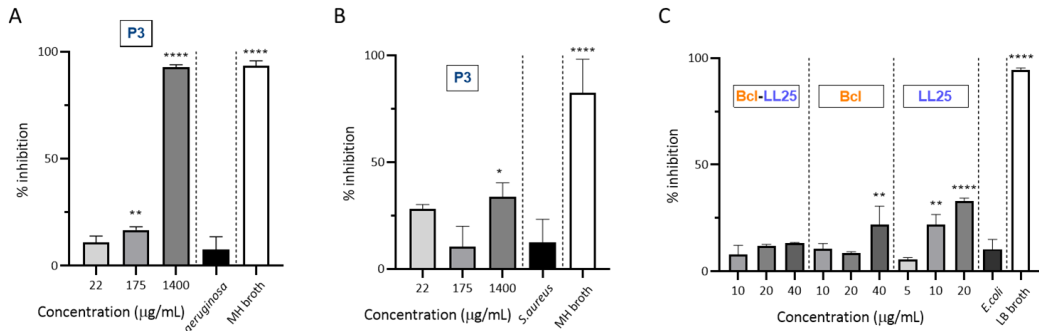 A
P3
****
****
100
**
% inhibition
50
0
22
175
1400
aeruginosa
MH broth
Concentration (μg/mL)
B
****
100
P3
% inhibition
50
*
0
22
175
1400
S.aureus
MH broth
Concentration (μg/mL)
C
****
100
Bcl-LL25
Bcl
LL25
% inhibition
50
**
**
****
0
10
20
40
10
20
40
5
10
20
E.coli
LB broth
Concentration (μg/mL)